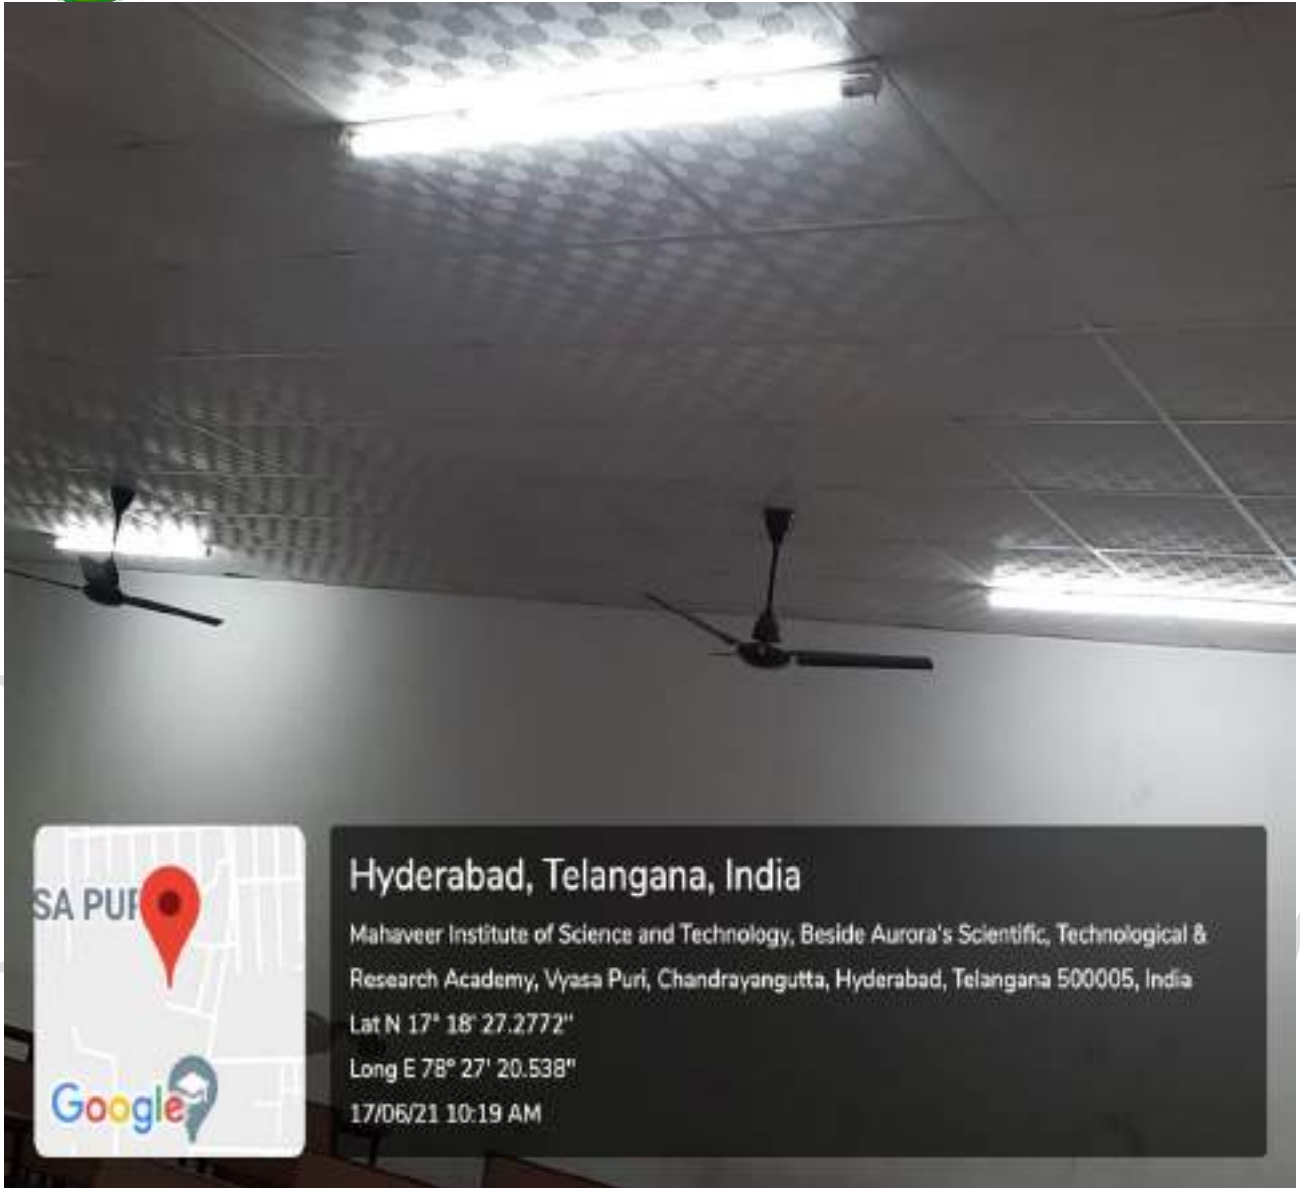 Hyderabad, Telangana, India
Mahaveer Institute of Science and Technology, Beside Aurora's Scientific, Technological &
Research Academy, Vyasa Puri, Chandrayangutta, Hyderabad, Telangana 500005, India
SA PUR
Lat N 17° 18' 27.2772"
Long E 78° 27' 20.538"
Google
17/06/21 10:19 AM